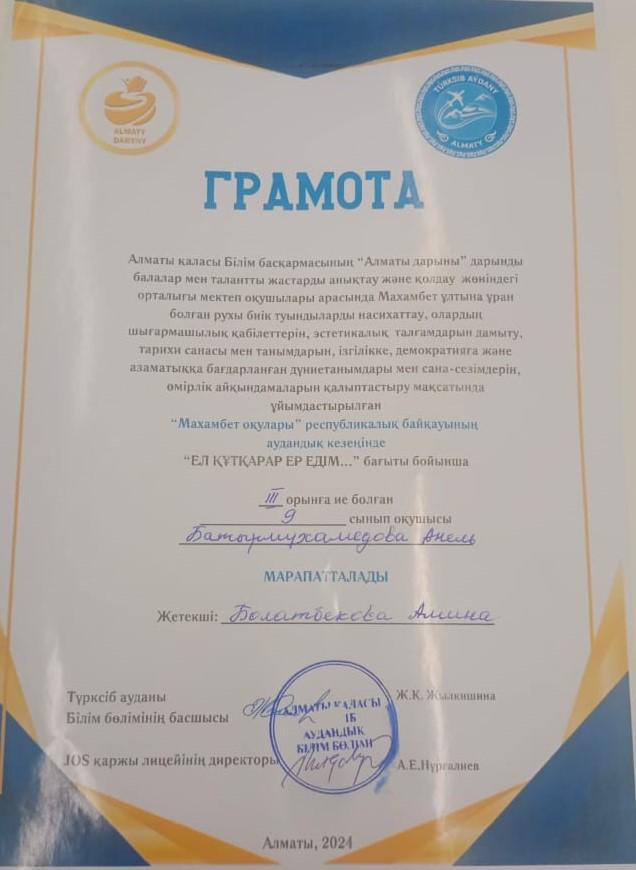 ALMATY
DARYNY
TÜRKSIB AYDANY
ALMATY
ГРАМОТА
Алматы қаласы Білім басқармасының “Алматы дарыны” дарынды
балалар мен талантты жастарды анықтау және қолдау жөніндегі
орталығы мектеп оқушылары арасында Махамбет ұлтына ұран
болған рухы биік туындыларды насихаттау, олардың
шығармашылық қабілеттерін, эстетикалық талғамдарын дамыту,
тарихи санасы мен танымдарын, ізгілікке, демократияға және
азаматыққа бағдарланған дүниетанымдары мен сана-сезімдерін,
өмірлік айқындамаларын қалыптастыру мақсатында
ұйымдастырылған
“Махамбет оқулары” республикалық байқауының
аудандық кезеңінде
“ЕЛ ҚҰТҚАРАР ЕР ЕДІМ...” бағыты бойынша
III орынға ие болған
9 сынып оқушысы
Батырмухамедова Анель
МАРАПАТТАЛАДЫ
Жетекші: Болатбекова Амина
Түрксіб ауданы
Білім бөлімінің басшысы
Ж.Қ. Жылкишина
АЛМАТЫ ҚАЛАСЫ
ІБ
АУДАНДЫҚ
БІЛІМ БӨЛІМІ
JOS қаржы лицейінің директоры
А.Е.Нұрғалиев
Алматы, 2024